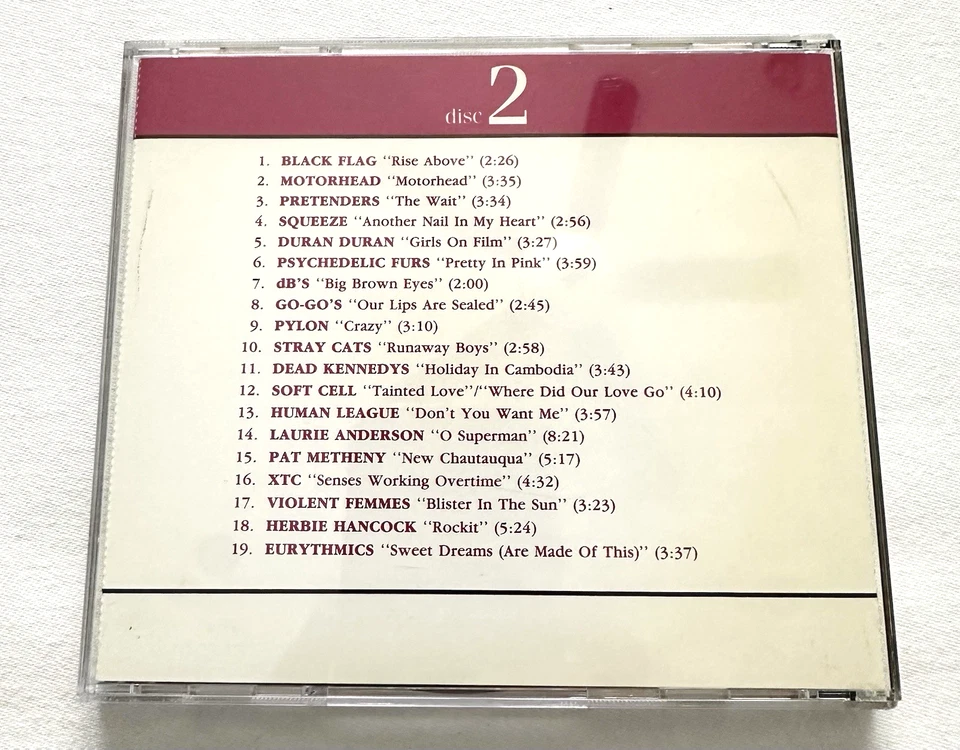 disc 2
1. BLACK FLAG “Rise Above” (2:26)
2. MOTORHEAD “Motorhead” (3:35)
3. PRETENDERS “The Wait” (3:34)
4. SQUEEZE “Another Nail In My Heart” (2:56)
5. DURAN DURAN “Girls On Film” (3:27)
6. PSYCHEDELIC FURS “Pretty In Pink” (3:59)
7. dB'S “Big Brown Eyes” (2:00)
8. GO-GO'S “Our Lips Are Sealed” (2:45)
9. PYLON “Crazy” (3:10)
10. STRAY CATS “Runaway Boys” (2:58)
11. DEAD KENNEDYS “Holiday In Cambodia” (3:43)
12. SOFT CELL “Tainted Love”/“Where Did Our Love Go” (4:10)
13. HUMAN LEAGUE “Don't You Want Me” (3:57)
14. LAURIE ANDERSON “O Superman” (8:21)
15. PAT METHENY “New Chautauqua” (5:17)
16. XTC “Senses Working Overtime” (4:32)
17. VIOLENT FEMMES “Blister In The Sun” (3:23)
18. HERBIE HANCOCK “Rockit” (5:24)
19. EURYTHMICS “Sweet Dreams (Are Made Of This)” (3:37)